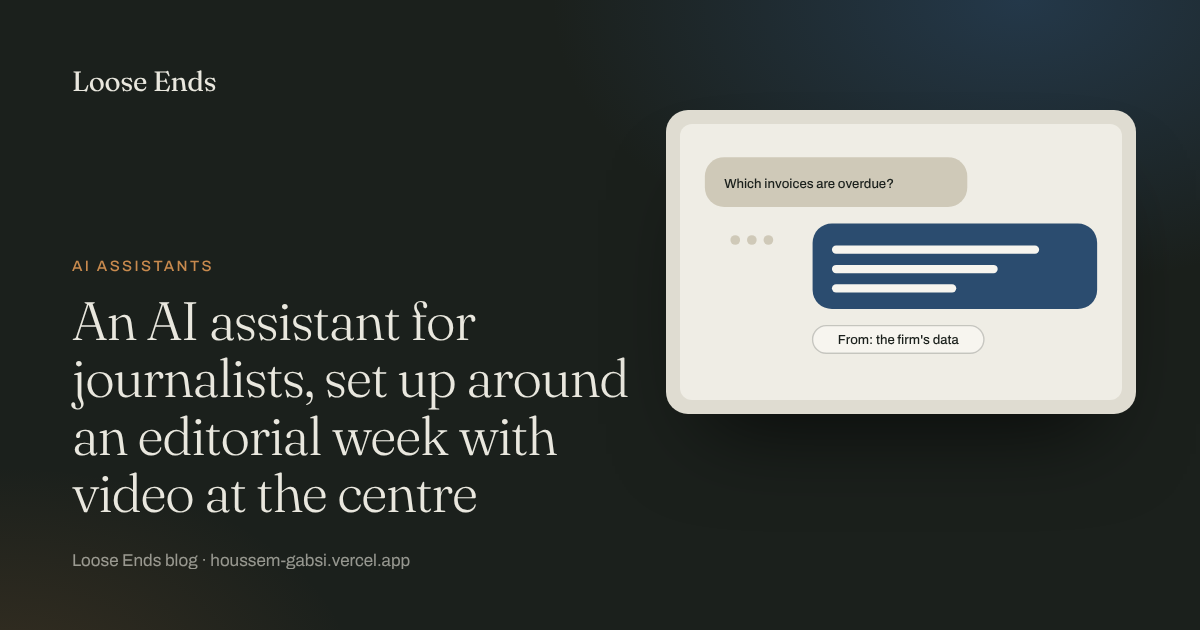 Loose Ends
AI ASSISTANTS
An AI assistant for
journalists, set up around
an editorial week with
video at the centre
Loose Ends blog · houssem-gabsi.vercel.app
Which invoices are overdue?
From: the firm's data